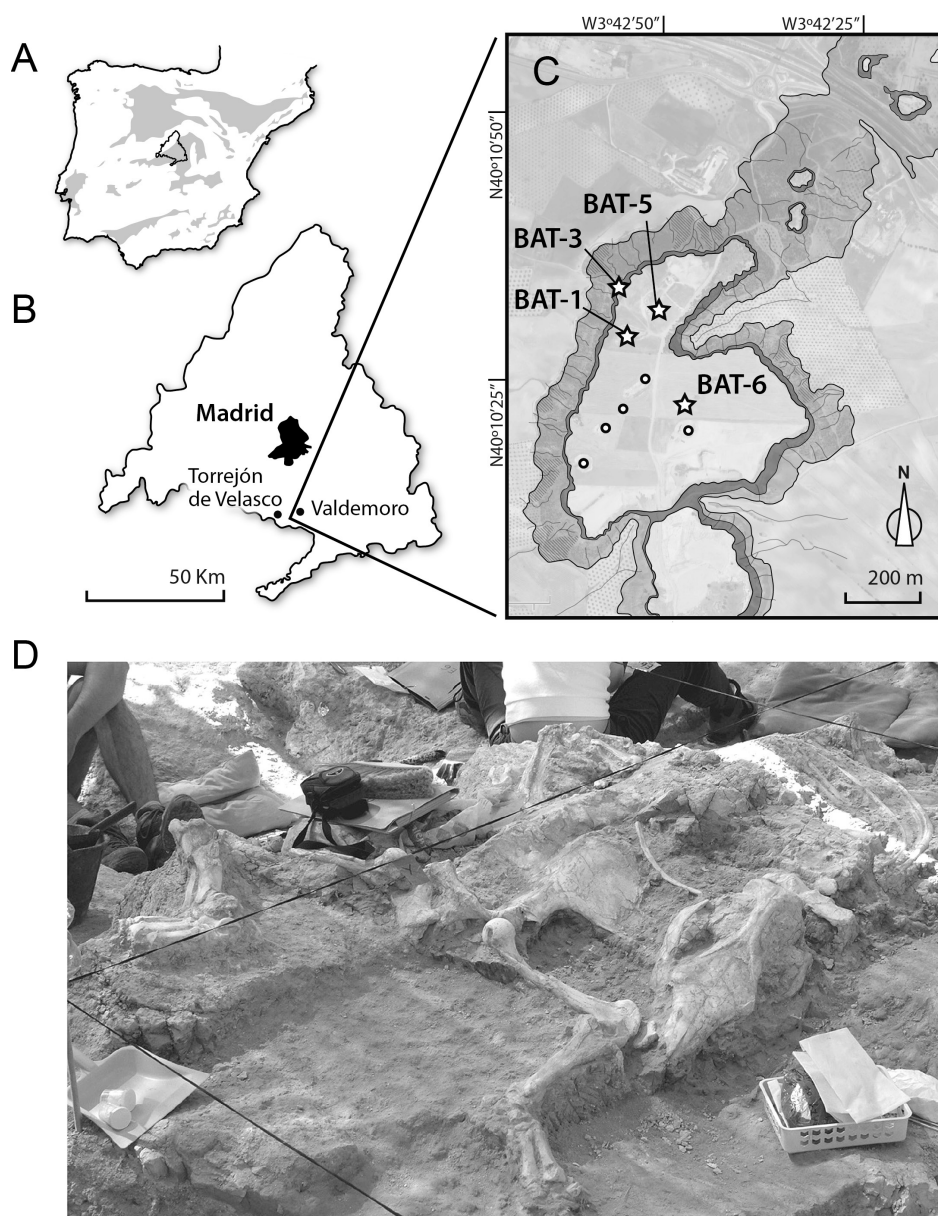 A
W3º42’50”
W3º42’25”
C
N40º10’50”
BAT-5
BAT-3
BAT-1
B
BAT-6
N40º10’25”
Madrid
Torrejón
de Velasco
Valdemoro
N
50 Km
200 m
D